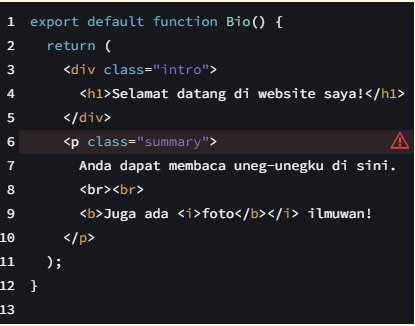 1 export default function Bio() {
2   return (
3     <div class="intro">
4       <h1>Selamat datang di website saya!</h1>
5     </div>
6     <p class="summary">
7       Anda dapat membaca uneg-unegku di sini.
8       <br><br>
9       <b>Juga ada <i>foto</b></i> ilmuwan!
10     </p>
11   );
12 }
13